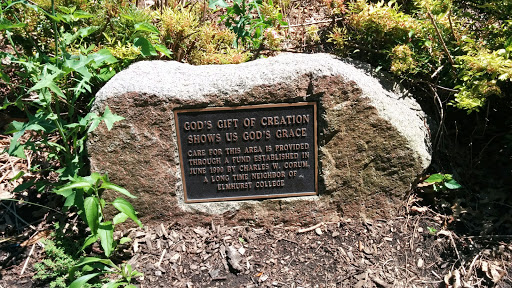 GOD'S GIFT OF CREATION
SHOWS US GOD'S GRACE
CARE FOR THIS AREA IS PROVIDED
THROUGH A FUND ESTABLISHED IN
JUNE 1990 BY CHARLES W. CORUM,
A LONG TIME NEIGHBOR OF
ELMHURST COLLEGE